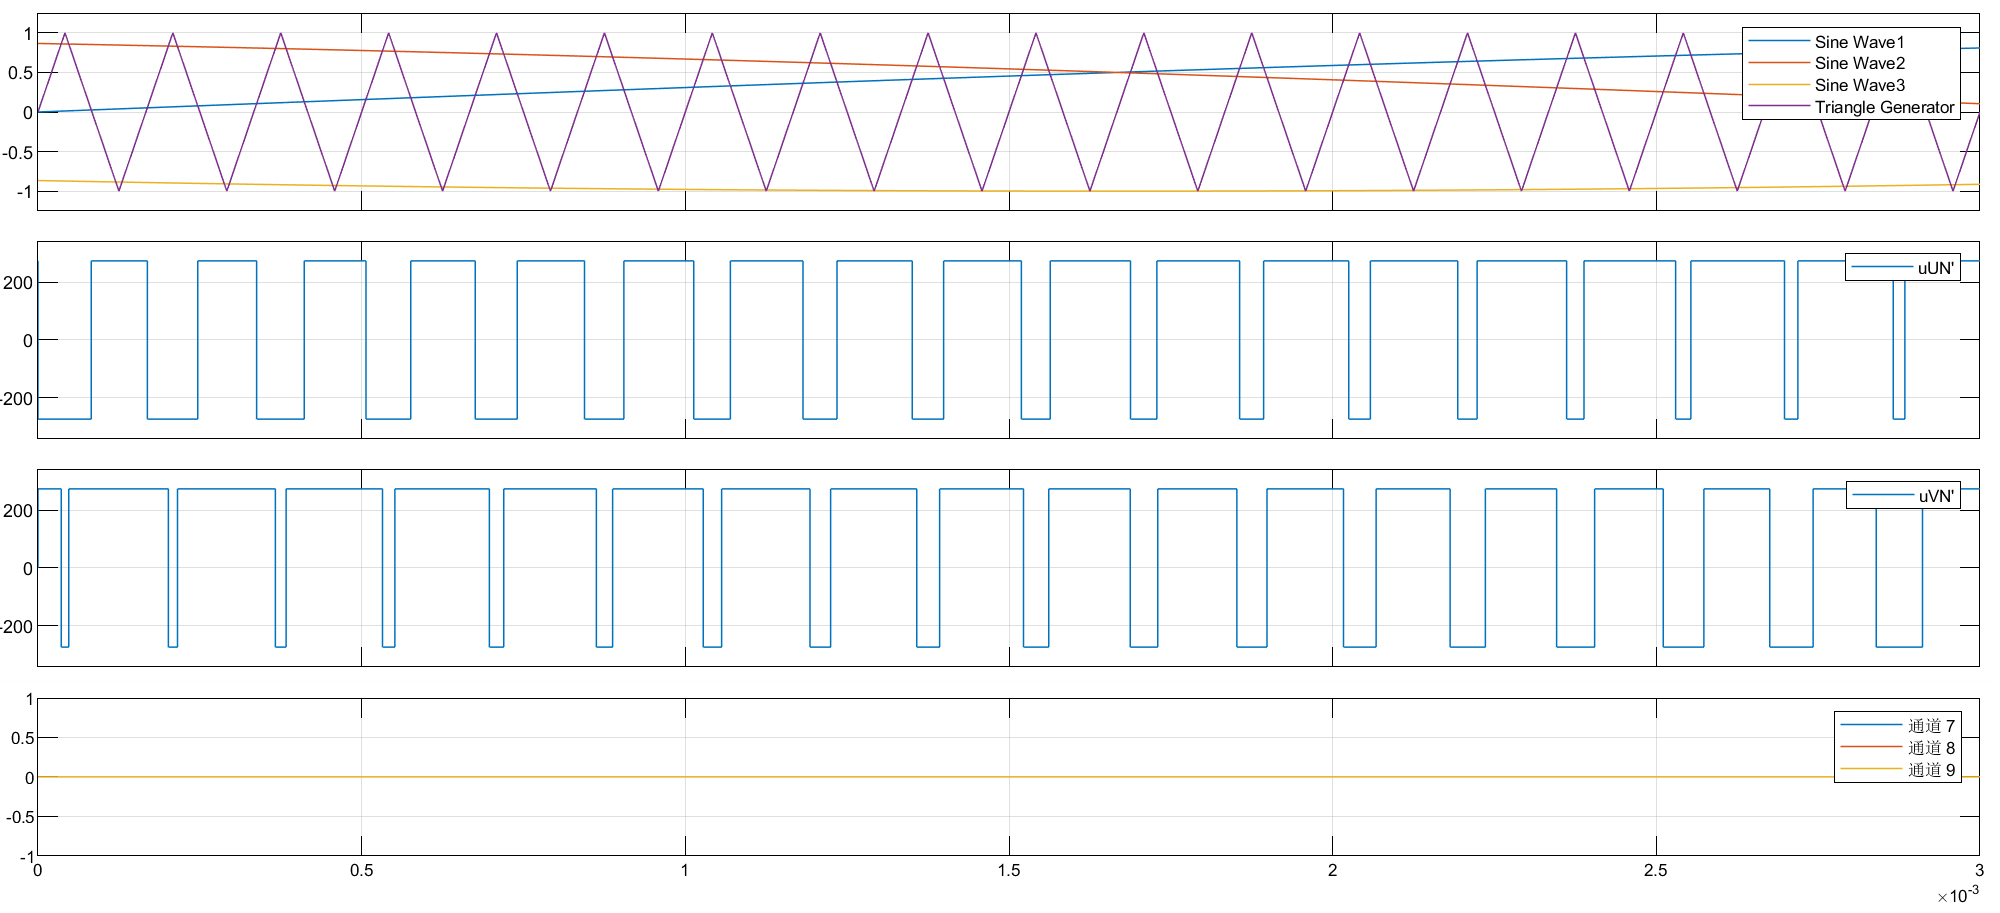 1
0.5
0
-0.5
-1
Sine Wave1
Sine Wave2
Sine Wave3
Triangle Generator
200
0
-200
uUN'
200
0
-200
uVN'
1
0.5
0
-0.5
-1
通道 7
通道 8
通道 9
0 0.5 1 1.5 2 2.5 3
×10-3